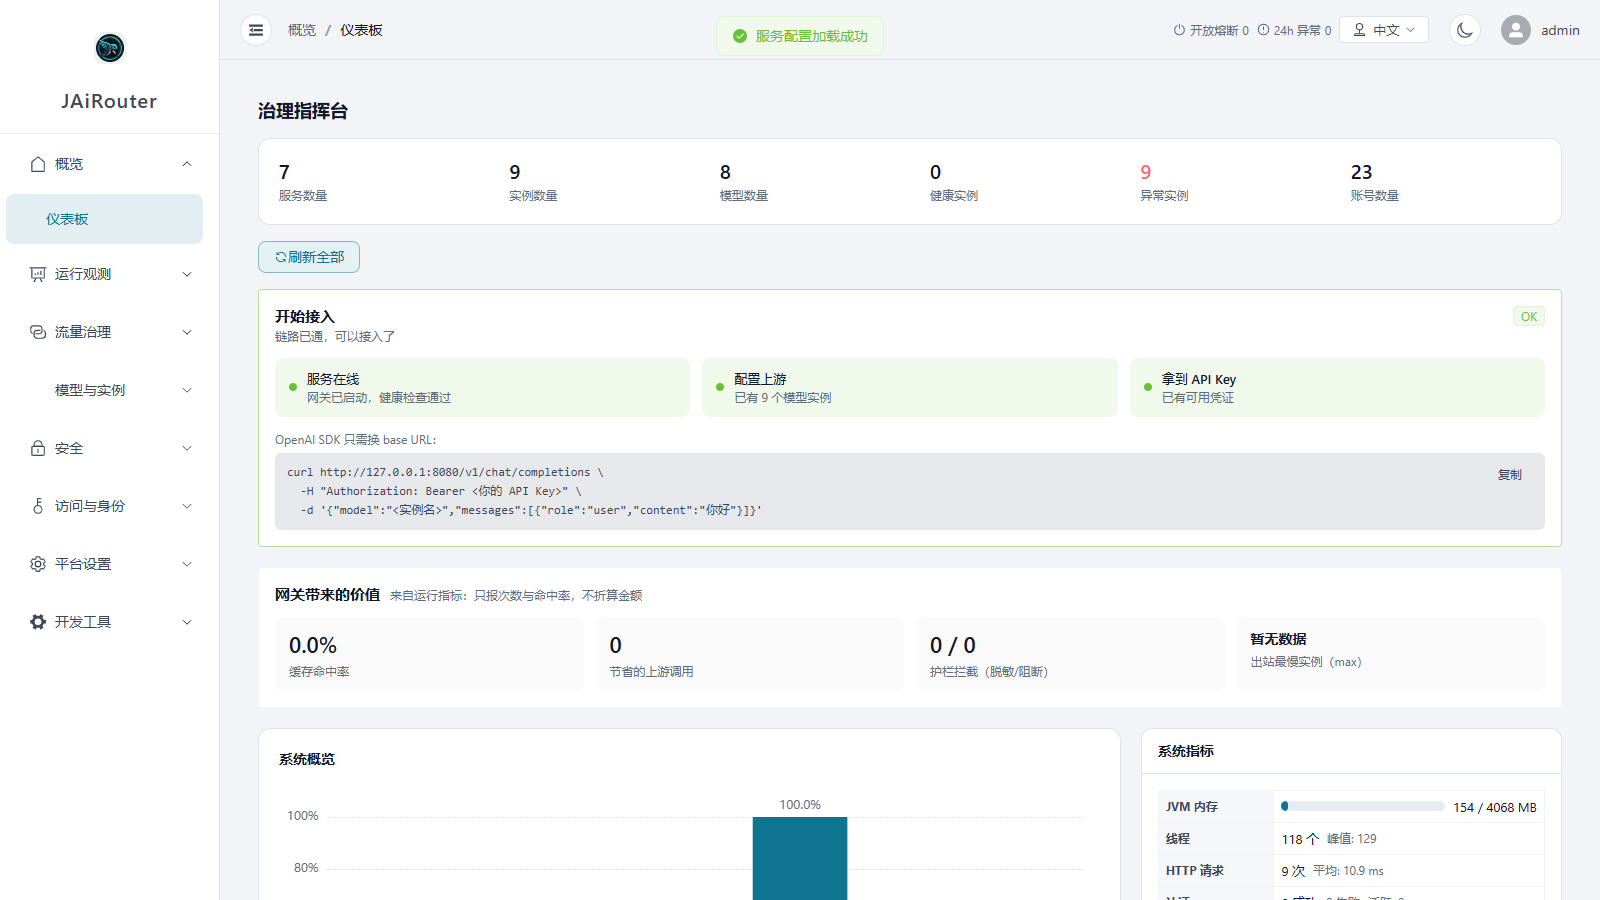 JAiRouter
概览
仪表板
运行观测
流量治理
模型与实例
安全
访问与身份
平台设置
开发工具
概览 / 仪表板
服务配置加载成功
开放熔断 0
24h 异常 0
中文
admin
治理指挥台
7
服务数量
9
实例数量
8
模型数量
0
健康实例
9
异常实例
23
账号数量
刷新全部
开始接入
OK
链路已通，可以接入了
服务在线
网关已启动，健康检查通过
配置上游
已有 9 个模型实例
拿到 API Key
已有可用凭证
OpenAI SDK 只需换 base URL:
curl http://127.0.0.1:8080/v1/chat/completions \
-H "Authorization: Bearer <你的 API Key>" \
-d '{"model":"<实例名>","messages":[{"role":"user","content":"你好"}]}'
复制
网关带来的价值 来自运行指标：只报次数与命中率，不折算金额
0.0%
缓存命中率
0
节省的上游调用
0 / 0
护栏拦截（脱敏/阻断）
暂无数据
出站最慢实例（max）
系统概览
100%
100.0%
80%
系统指标
JVM 内存 154 / 4068 MB
线程 118 个 峰值: 129
HTTP 请求 9 次 平均: 10.9 ms